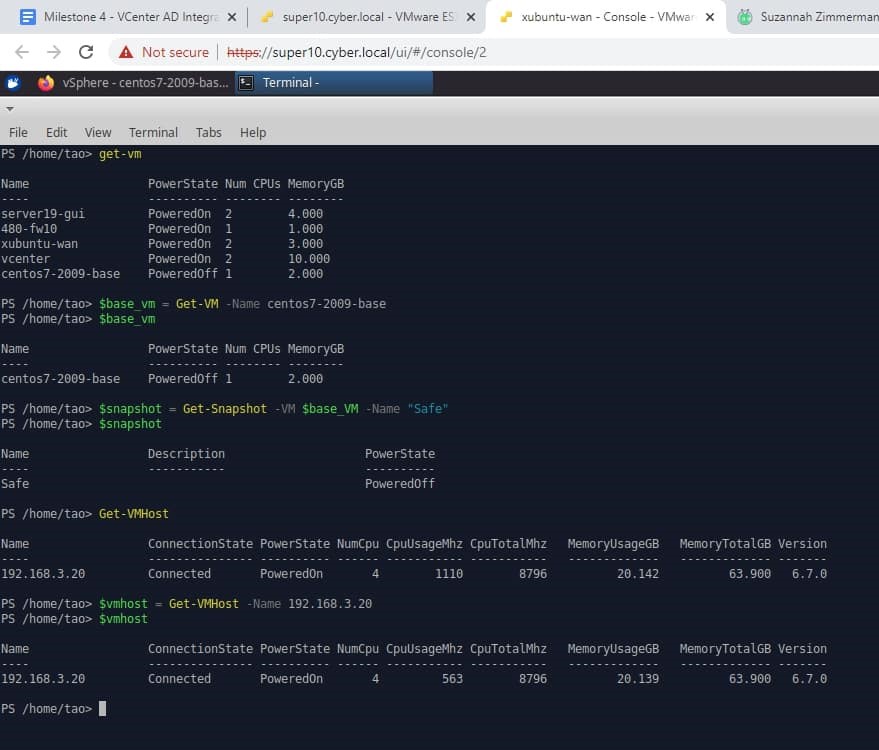 Milestone 4 - VCenter AD Integra
super10.cyber.local - VMware ES
xubuntu-wan - Console - VMwar
Suzannah Zimmerman
Not secure | https://super10.cyber.local/ui/#/console/2
vSphere - centos7-2009-bas... Terminal -
File Edit View Terminal Tabs Help
PS /home/tao> get-vm
Name PowerState Num CPUs MemoryGB
---- ---------- -------- --------
server19-gui PoweredOn 2 4.000
480-fw10 PoweredOn 1 1.000
xubuntu-wan PoweredOn 2 3.000
vcenter PoweredOn 2 10.000
centos7-2009-base PoweredOff 1 2.000
PS /home/tao> $base_vm = Get-VM -Name centos7-2009-base
PS /home/tao> $base_vm
Name PowerState Num CPUs MemoryGB
---- ---------- -------- --------
centos7-2009-base PoweredOff 1 2.000
PS /home/tao> $snapshot = Get-Snapshot -VM $base_VM -Name "Safe"
PS /home/tao> $snapshot
Name Description PowerState
---- ----------- ----------
Safe PoweredOff
PS /home/tao> Get-VMHost
Name ConnectionState PowerState NumCpu CpuUsageMhz CpuTotalMhz MemoryUsageGB MemoryTotalGB Version
---- --------------- ---------- ------ ----------- ----------- ------------- ------------- -------
192.168.3.20 Connected PoweredOn 4 1110 8796 20.142 63.900 6.7.0
PS /home/tao> $vmhost = Get-VMHost -Name 192.168.3.20
PS /home/tao> $vmhost
Name ConnectionState PowerState NumCpu CpuUsageMhz CpuTotalMhz MemoryUsageGB MemoryTotalGB Version
---- --------------- ---------- ------ ----------- ----------- ------------- ------------- -------
192.168.3.20 Connected PoweredOn 4 563 8796 20.139 63.900 6.7.0
PS /home/tao>